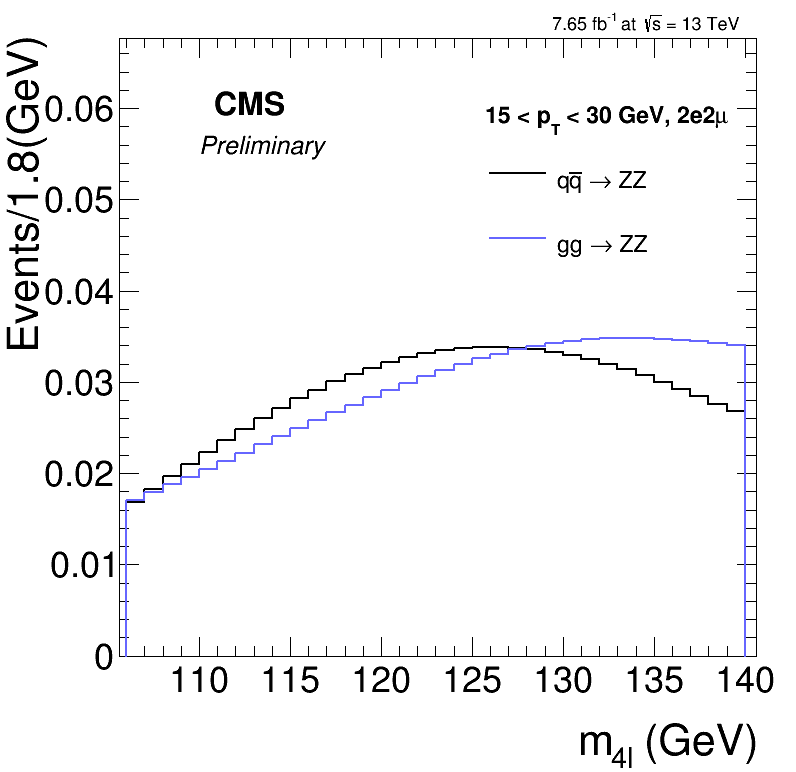 7.65 fb⁻¹ at √s = 13 TeV
CMS
Preliminary
15 < p_T < 30 GeV, 2e2μ
qq̅ → ZZ
gg → ZZ
Events/1.8(GeV)
0.06
0.05
0.04
0.03
0.02
0.01
0
110 115 120 125 130 135 140
m_4l (GeV)